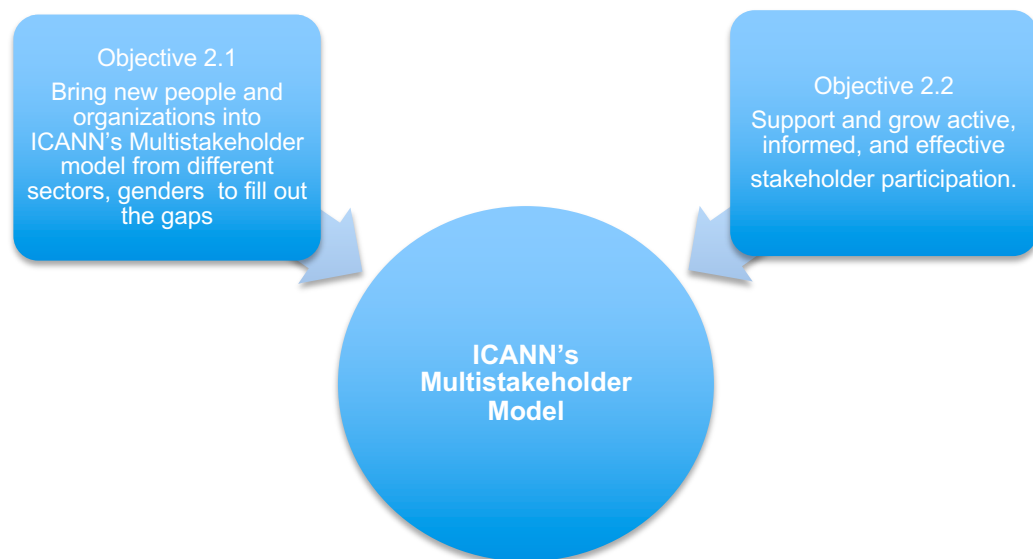 Objective 2.1
Bring new people and
organizations into
ICANN’s Multistakeholder
model from different
sectors, genders  to fill out
the gaps
Objective 2.2
Support and grow active,
informed, and effective
stakeholder participation.
ICANN’s
Multistakeholder
Model